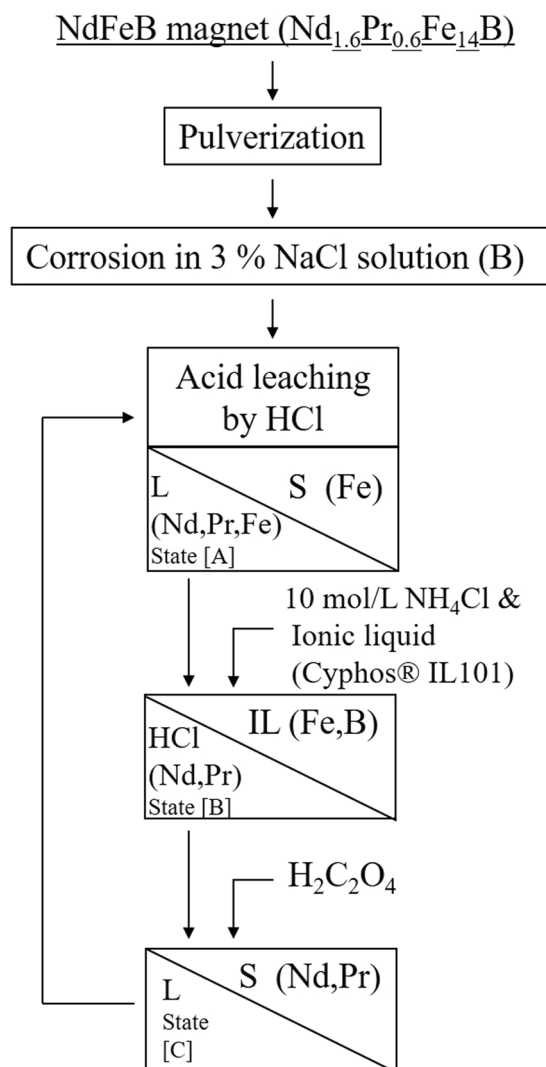 NdFeB magnet (Nd₁.₆Pr₀.₆Fe₁₄B)
Pulverization
Corrosion in 3 % NaCl solution (B)
Acid leaching
by HCl
S (Fe)
L
(Nd,Pr,Fe)
State [A]
10 mol/L NH₄Cl &
Ionic liquid
(Cyphos® IL101)
IL (Fe,B)
HCl
(Nd,Pr)
State [B]
H₂C₂O₄
S (Nd,Pr)
L
State
[C]